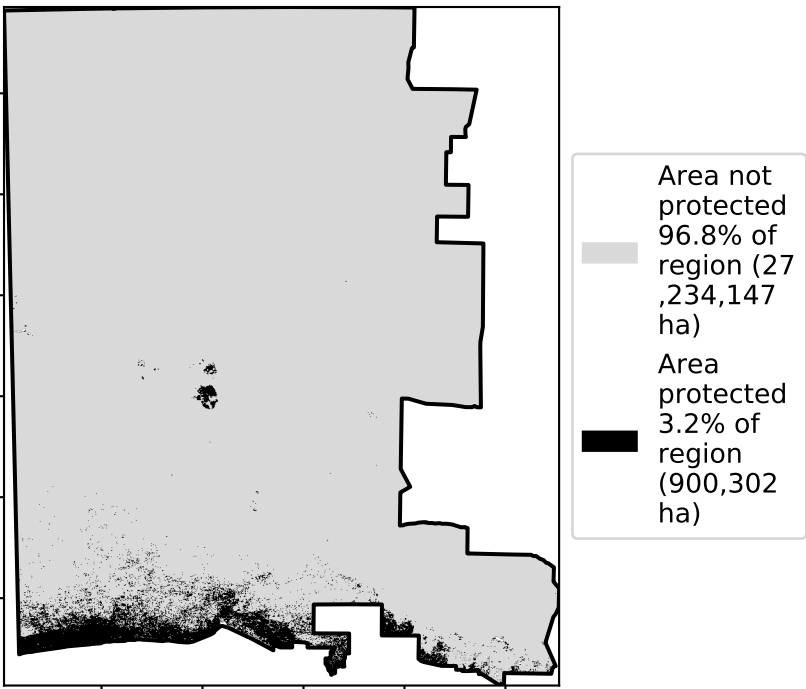 Area not
protected
96.8% of
region (27
,234,147
ha)
Area
protected
3.2% of
region
(900,302
ha)